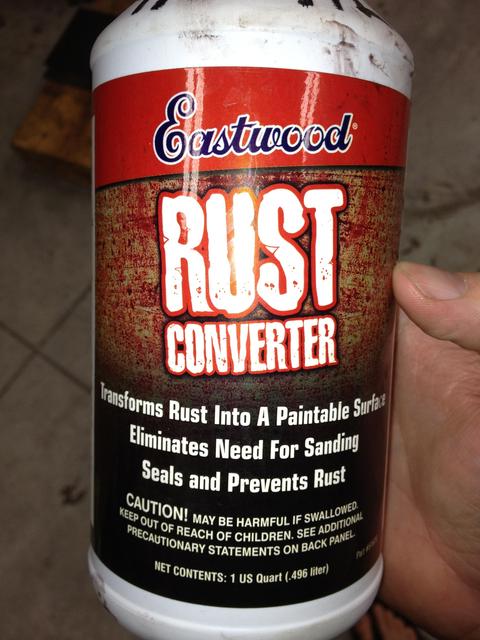 Eastwood®
RUST
CONVERTER
Transforms Rust Into A Paintable Surface
Eliminates Need For Sanding
Seals and Prevents Rust
CAUTION! MAY BE HARMFUL IF SWALLOWED.
KEEP OUT OF REACH OF CHILDREN. SEE ADDITIONAL
PRECAUTIONARY STATEMENTS ON BACK PANEL.
NET CONTENTS: 1 US Quart (.496 liter)